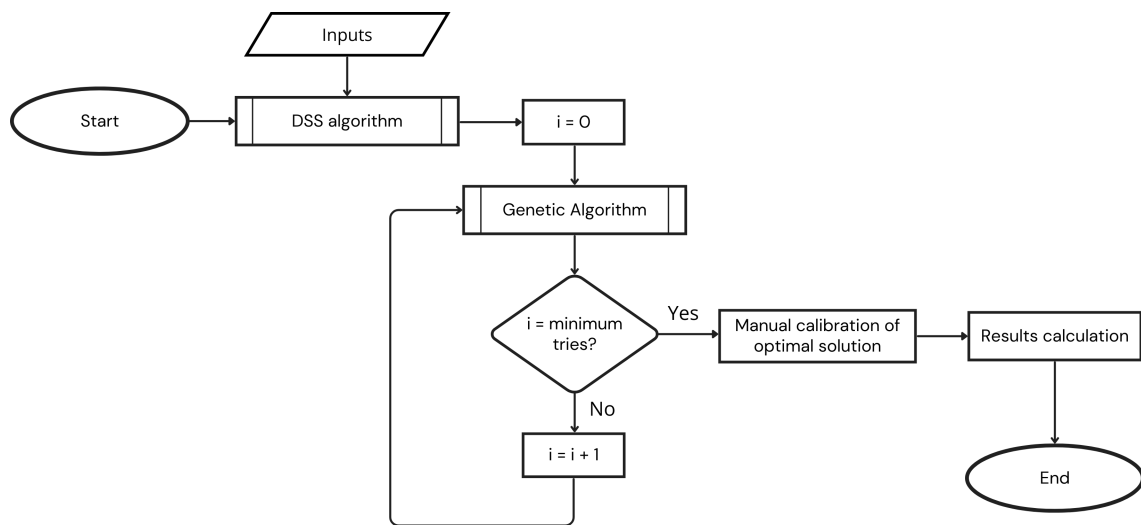 Inputs
Start
DSS algorithm
i = 0
Genetic Algorithm
i = minimum
tries?
Yes
Manual calibration of
optimal solution
Results calculation
No
i = i + 1
End